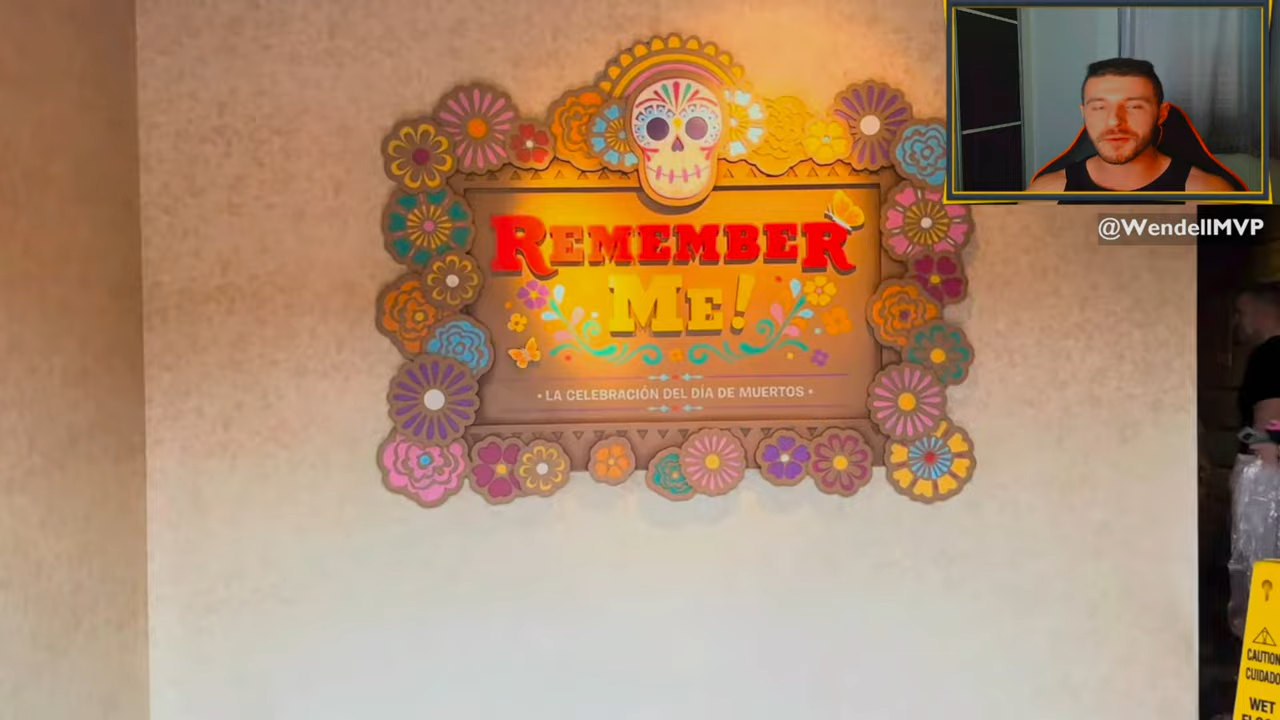 @WendellMVP
REMEMBER
ME!
• LA CELEBRACIÓN DEL DÍA DE MUERTOS •
CAUTION
CUIDADO
WET